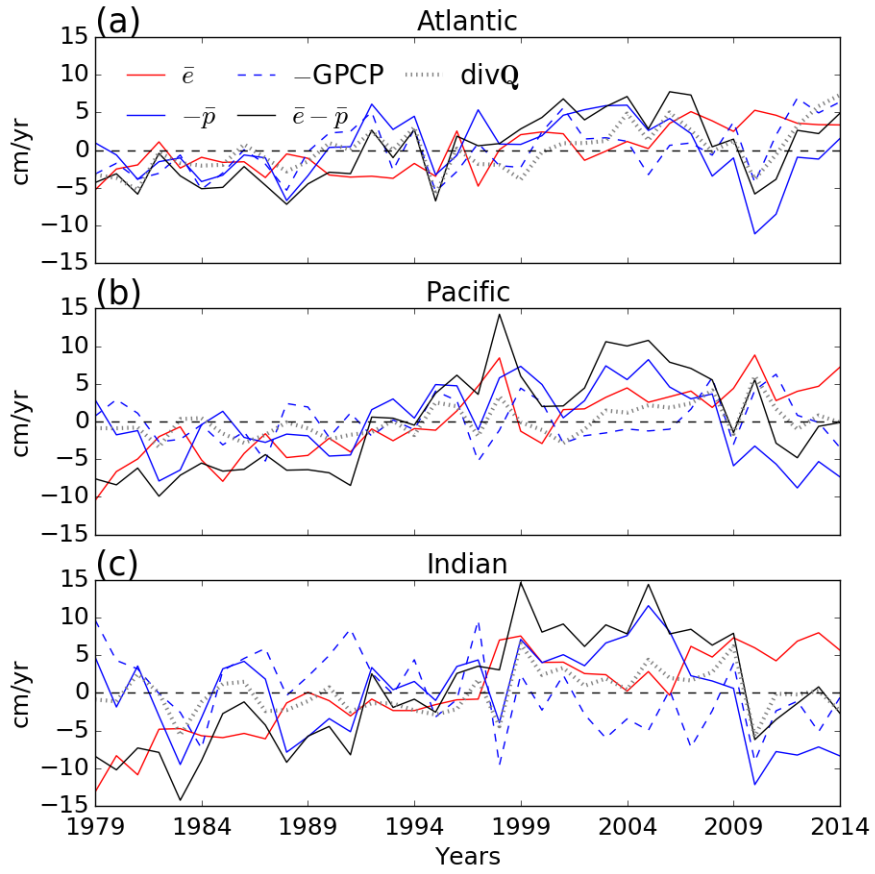 (a) Atlantic
15
10
5
0
−5
−10
−15
cm/yr
ē −GPCP divQ
−p̄ ē − p̄
(b) Pacific
15
10
5
0
−5
−10
−15
cm/yr
(c) Indian
15
10
5
0
−5
−10
−15
cm/yr
1979 1984 1989 1994 1999 2004 2009 2014
Years